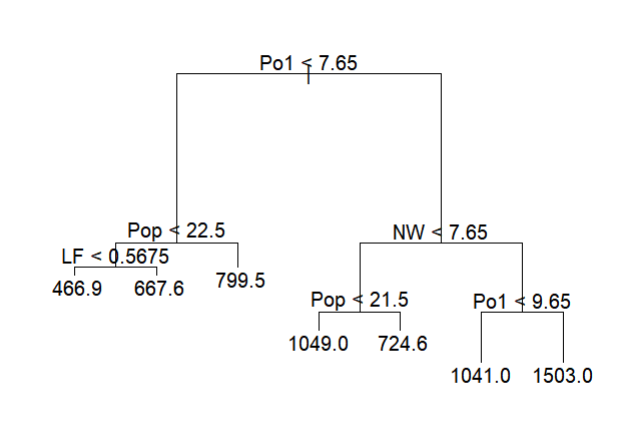 Po1 < 7.65
Pop < 22.5
NW < 7.65
LF < 0.5675
466.9
667.6
799.5
Pop < 21.5
Po1 < 9.65
1049.0
724.6
1041.0
1503.0